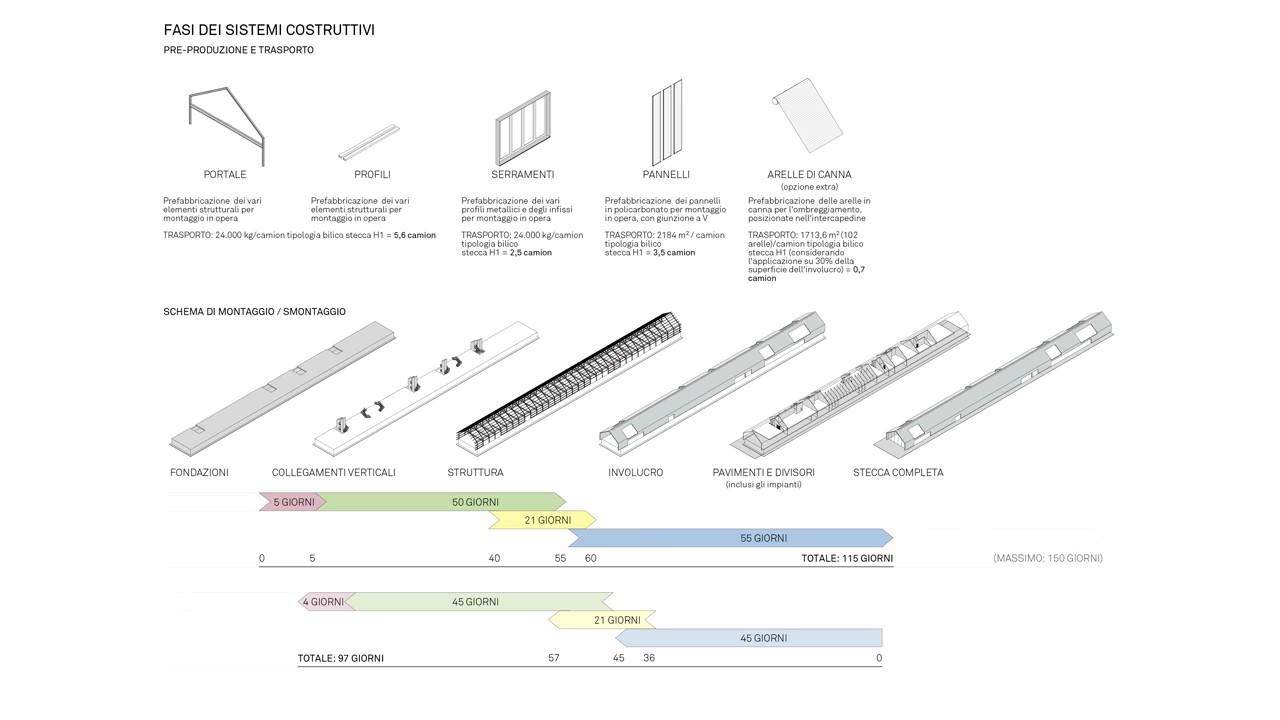 FASI DEI SISTEMI COSTRUTTIVI
PRE-PRODUZIONE E TRASPORTO
PORTALE
Prefabbricazione dei vari
elementi strutturali per
montaggio in opera
PROFILI
Prefabbricazione dei vari
elementi strutturali per
montaggio in opera
TRASPORTO: 24.000 kg/camion tipologia bilico stecca H1 = 5,6 camion
SERRAMENTI
Prefabbricazione dei vari
profili metallici e degli infissi
per montaggio in opera
TRASPORTO: 24.000 kg/camion
tipologia bilico
stecca H1 = 2,5 camion
PANNELLI
Prefabbricazione dei pannelli
in policarbonato per montaggio
in opera, con giunzione a V
TRASPORTO: 2184 m² / camion
tipologia bilico
stecca H1 = 3,5 camion
ARELLE DI CANNA
(opzione extra)
Prefabbricazione delle arelle in
canna per l'ombreggiamento,
posizionate nell'intercapedine
TRASPORTO: 1713,6 m² (102
arelle)/camion tipologia bilico
stecca H1 (considerando
l'applicazione su 30% della
superficie dell'involucro) = 0,7
camion
SCHEMA DI MONTAGGIO / SMONTAGGIO
FONDAZIONI
COLLEGAMENTI VERTICALI
STRUTTURA
INVOLUCRO
PAVIMENTI E DIVISORI
(inclusi gli impianti)
STECCA COMPLETA
5 GIORNI
50 GIORNI
21 GIORNI
55 GIORNI
0 5 40 55 60 TOTALE: 115 GIORNI (MASSIMO: 150 GIORNI)
4 GIORNI
45 GIORNI
21 GIORNI
45 GIORNI
TOTALE: 97 GIORNI 57 45 36 0